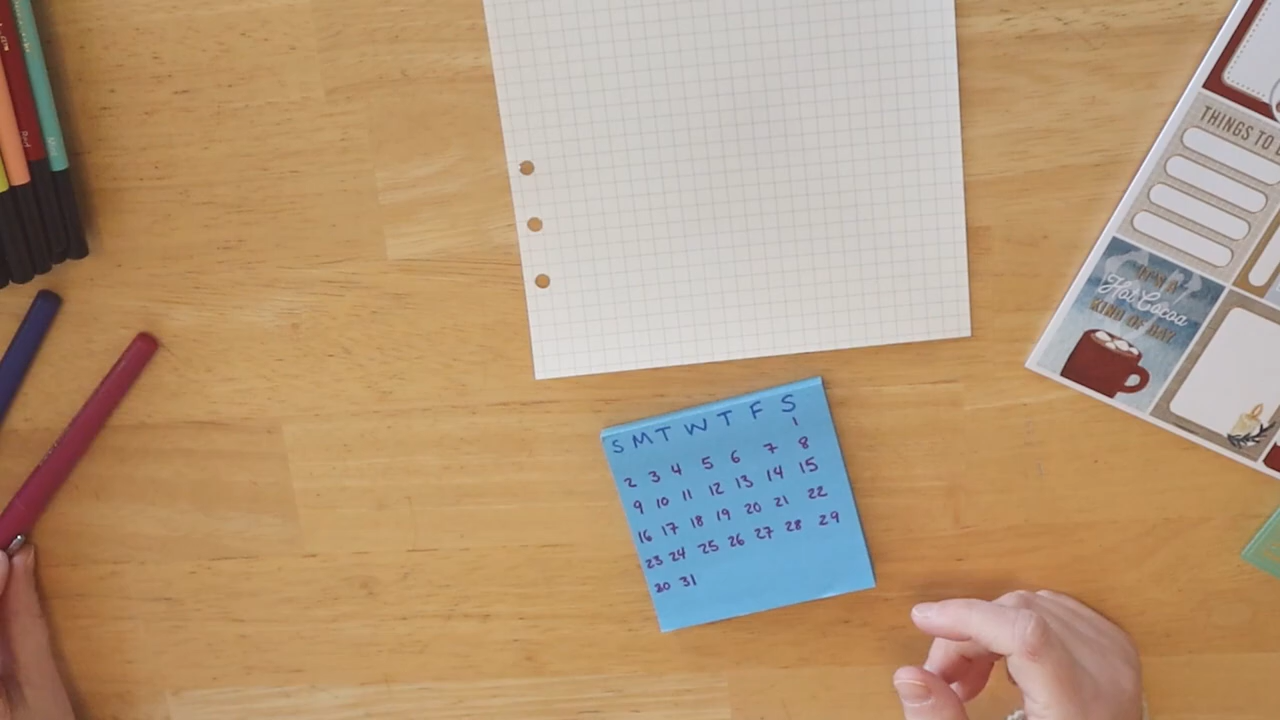 S M T W T F S
1
2 3 4 5 6 7 8
9 10 11 12 13 14 15
16 17 18 19 20 21 22
23 24 25 26 27 28 29
30 31
THINGS TO
IT'S A
Hot Cocoa
KIND OF DAY